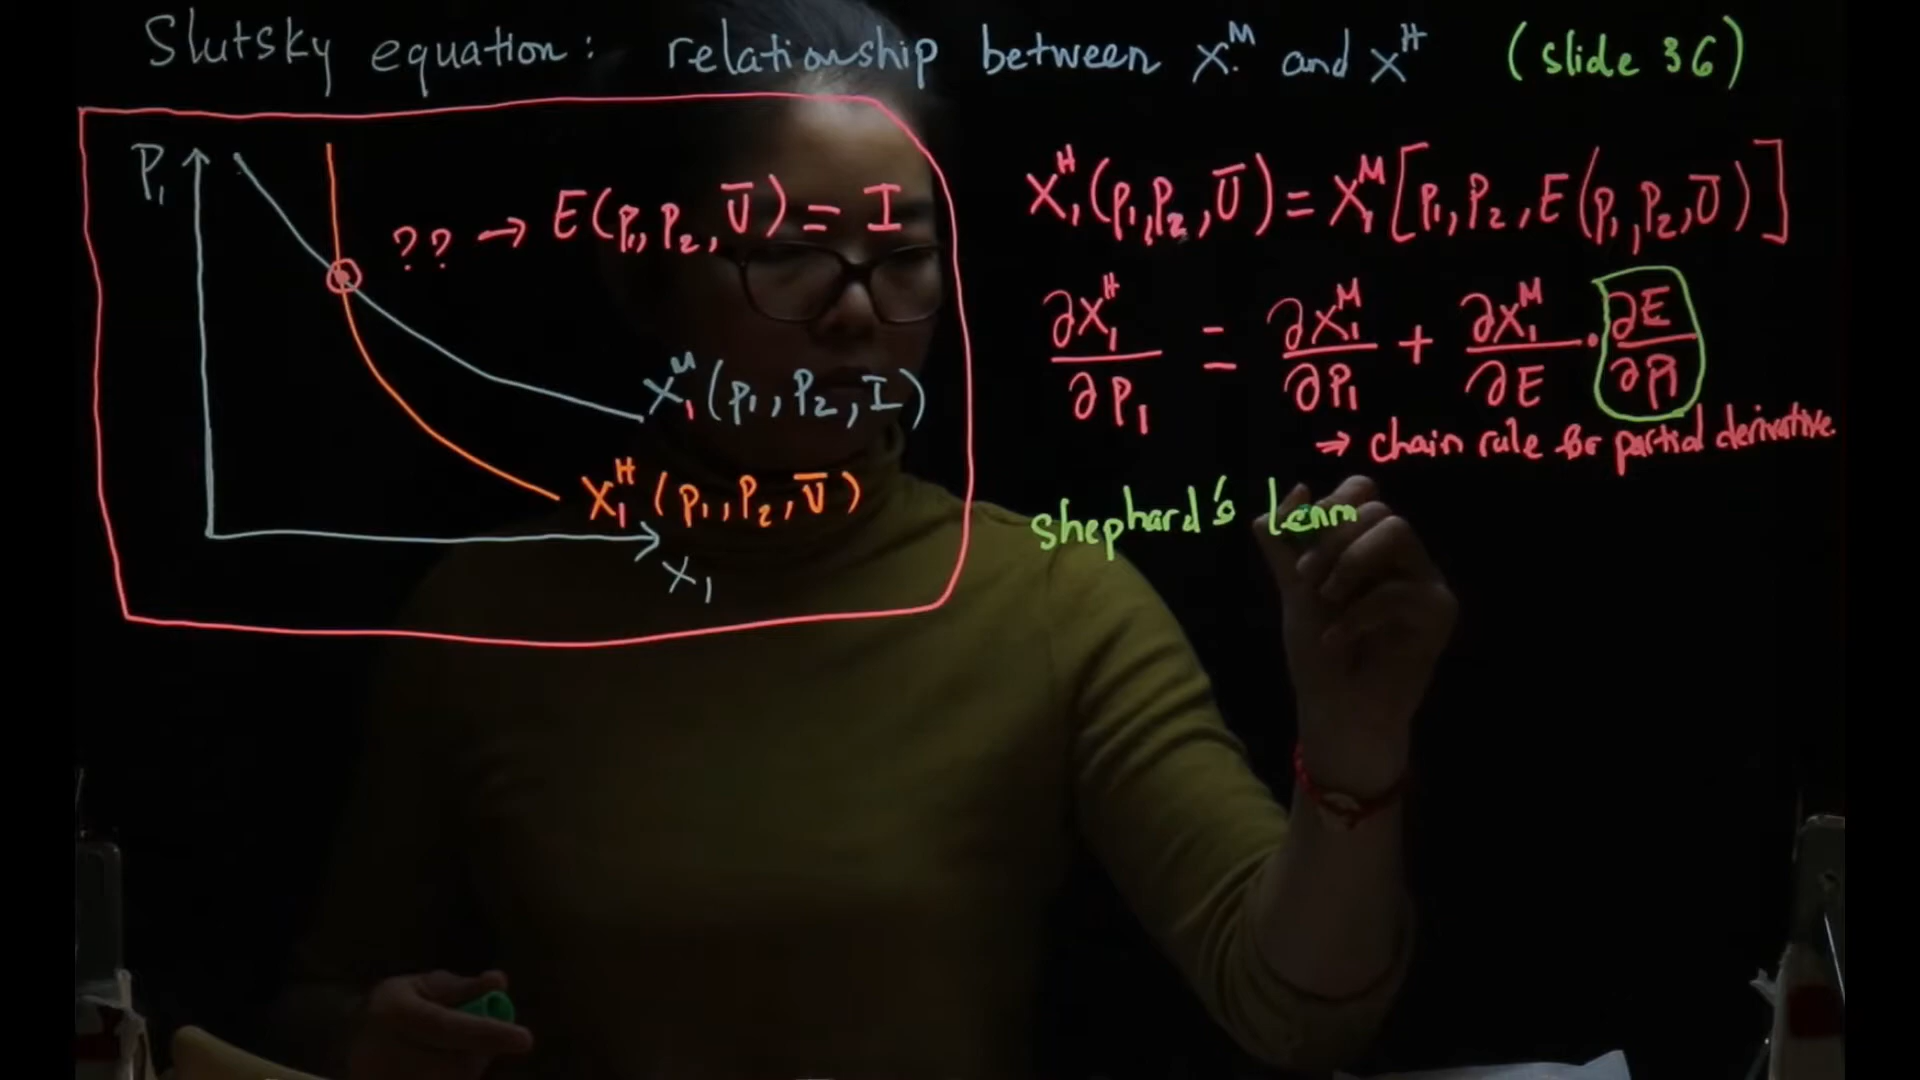 Slutsky equation: relationship between X^M and X^H (slide 36)
P₁
?? → E(P₁, P₂, Ū) = I
X₁^M (P₁, P₂, I)
X₁^H (P₁, P₂, Ū)
X₁
X₁^H (P₁, P₂, Ū) = X₁^M [P₁, P₂, E(P₁, P₂, Ū)]
∂X₁^H / ∂P₁ = ∂X₁^M / ∂P₁ + ∂X₁^M / ∂E · ∂E / ∂P₁
⇒ chain rule for partial derivative.
Shephard's Lemm